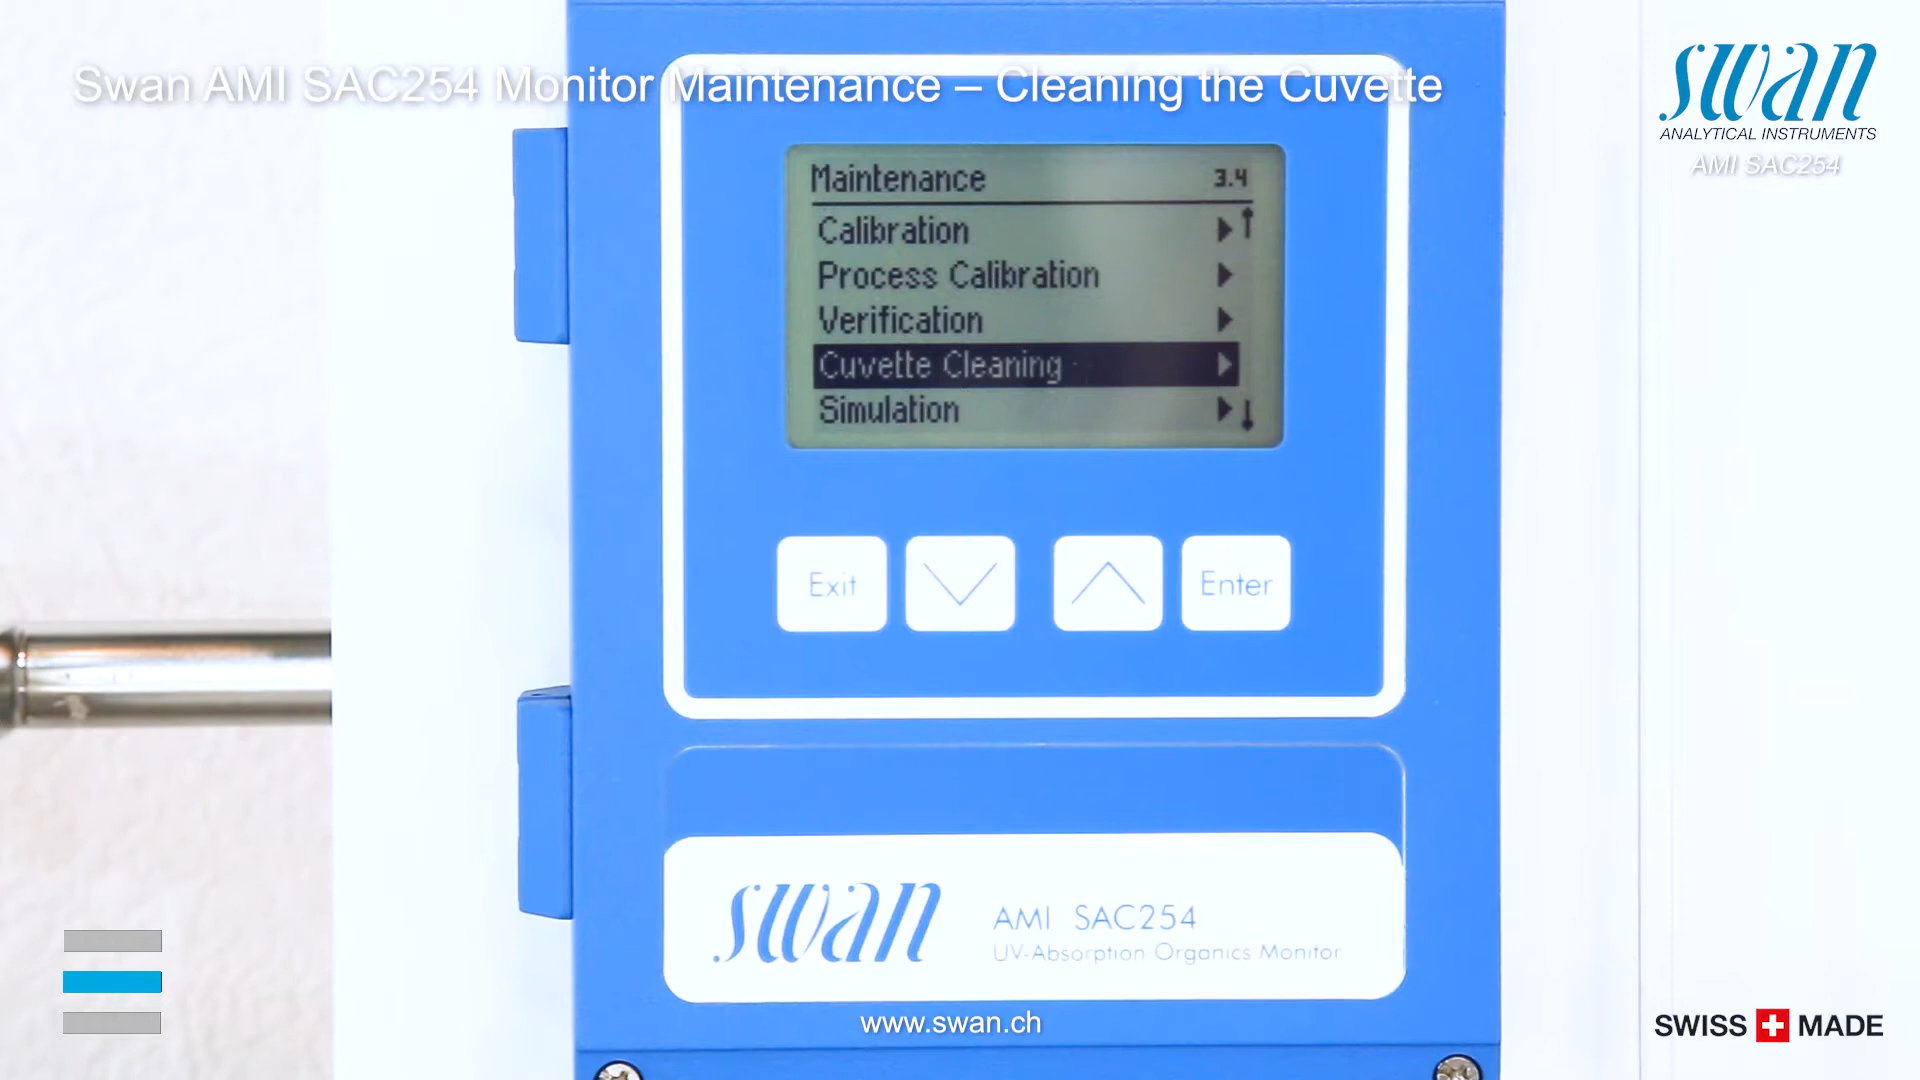 Swan AMI SAC254 Monitor Maintenance – Cleaning the Cuvette
swan
ANALYTICAL INSTRUMENTS
AMI SAC254
Maintenance 3.4
Calibration
Process Calibration
Verification
Cuvette Cleaning
Simulation
Exit
Enter
swan
AMI SAC254
UV-Absorption Organics Monitor
www.swan.ch
SWISS MADE